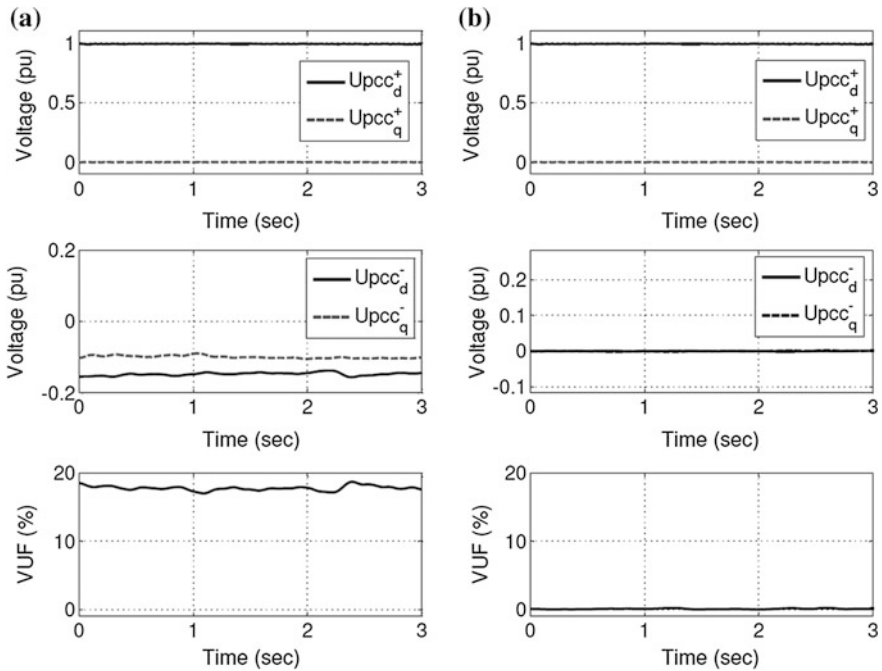 (a)
Voltage (pu)
1
0.5
0
Upcc+d
Upcc+q
0 1 2 3
Time (sec)
Voltage (pu)
0.2
0
-0.2
Upcc-d
Upcc-q
0 1 2 3
Time (sec)
VUF (%)
20
10
0
0 1 2 3
Time (sec)
(b)
Voltage (pu)
1
0.5
0
Upcc+d
Upcc+q
0 1 2 3
Time (sec)
Voltage (pu)
0.2
0.1
0
-0.1
Upcc-d
Upcc-q
0 1 2 3
Time (sec)
VUF (%)
20
10
0
0 1 2 3
Time (sec)